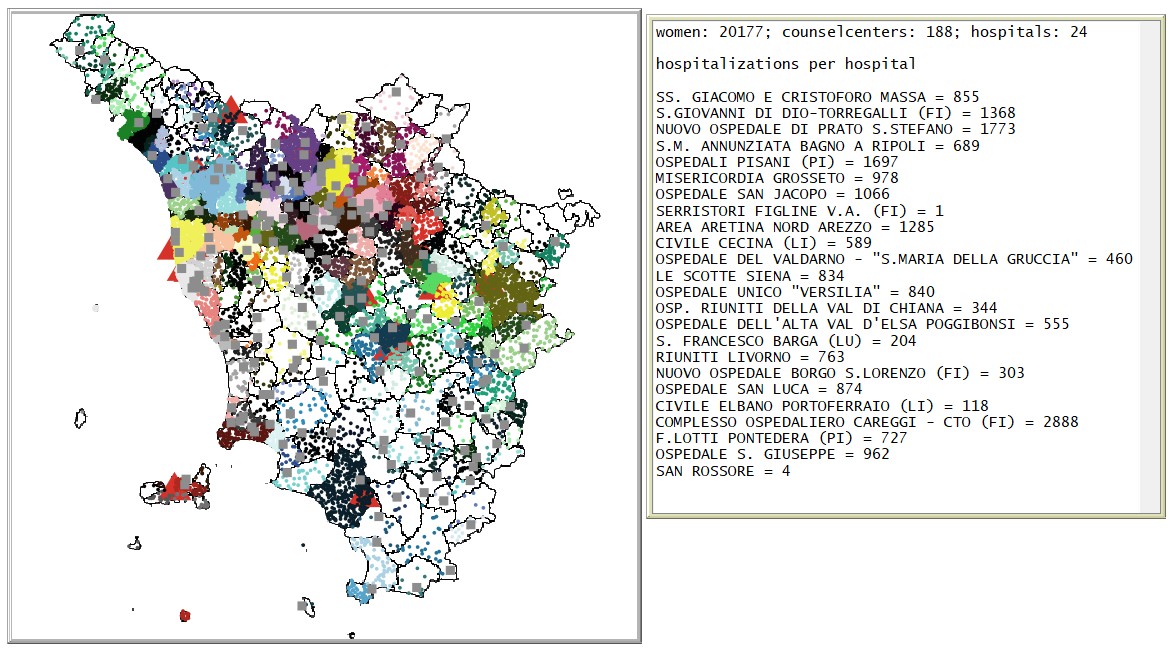 women: 20177; counselcenters: 188; hospitals: 24
hospitalizations per hospital
SS. GIACOMO E CRISTOFORO MASSA = 855
S.GIOVANNI DI DIO-TORREGALLI (FI) = 1368
NUOVO OSPEDALE DI PRATO S.STEFANO = 1773
S.M. ANNUNZIATA BAGNO A RIPOLI = 689
OSPEDALI PISANI (PI) = 1697
MISERICORDIA GROSSETO = 978
OSPEDALE SAN JACOPO = 1066
SERRISTORI FIGLINE V.A. (FI) = 1
AREA ARETINA NORD AREZZO = 1285
CIVILE CECINA (LI) = 589
OSPEDALE DEL VALDARNO - "S.MARIA DELLA GRUCCIA" = 460
LE SCOTTE SIENA = 834
OSPEDALE UNICO "VERSILIA" = 840
OSP. RIUNITI DELLA VAL DI CHIANA = 344
OSPEDALE DELL'ALTA VAL D'ELSA POGGIBONSI = 555
S. FRANCESCO BARGA (LU) = 204
RIUNITI LIVORNO = 763
NUOVO OSPEDALE BORGO S.LORENZO (FI) = 303
OSPEDALE SAN LUCA = 874
CIVILE ELBANO PORTOFERRAIO (LI) = 118
COMPLESSO OSPEDALIERO CAREGGI - CTO (FI) = 2888
F.LOTTI PONTEDERA (PI) = 727
OSPEDALE S. GIUSEPPE = 962
SAN ROSSORE = 4